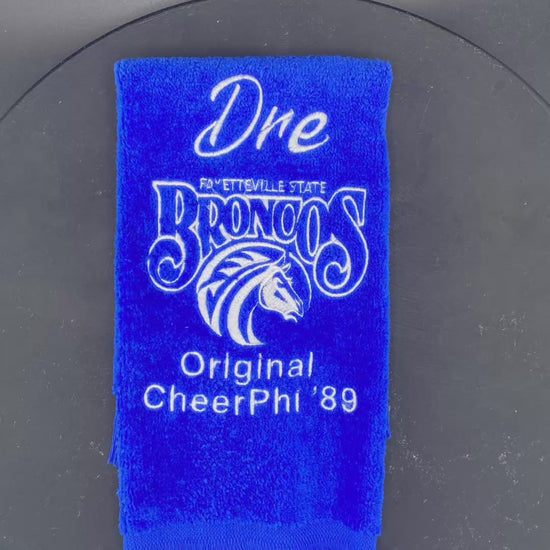 Dre
FAYETTEVILLE STATE
BRONCOS
Original
CheerPhi '89